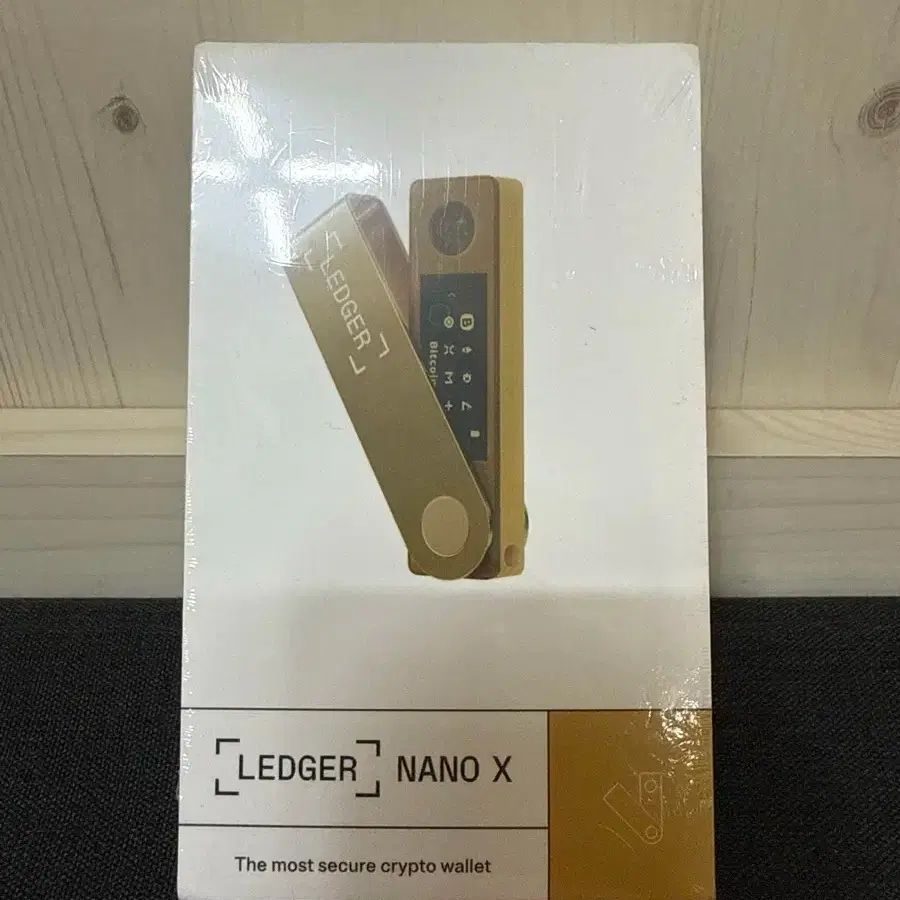 LEDGER
Bitcoin
LEDGER NANO X
The most secure crypto wallet